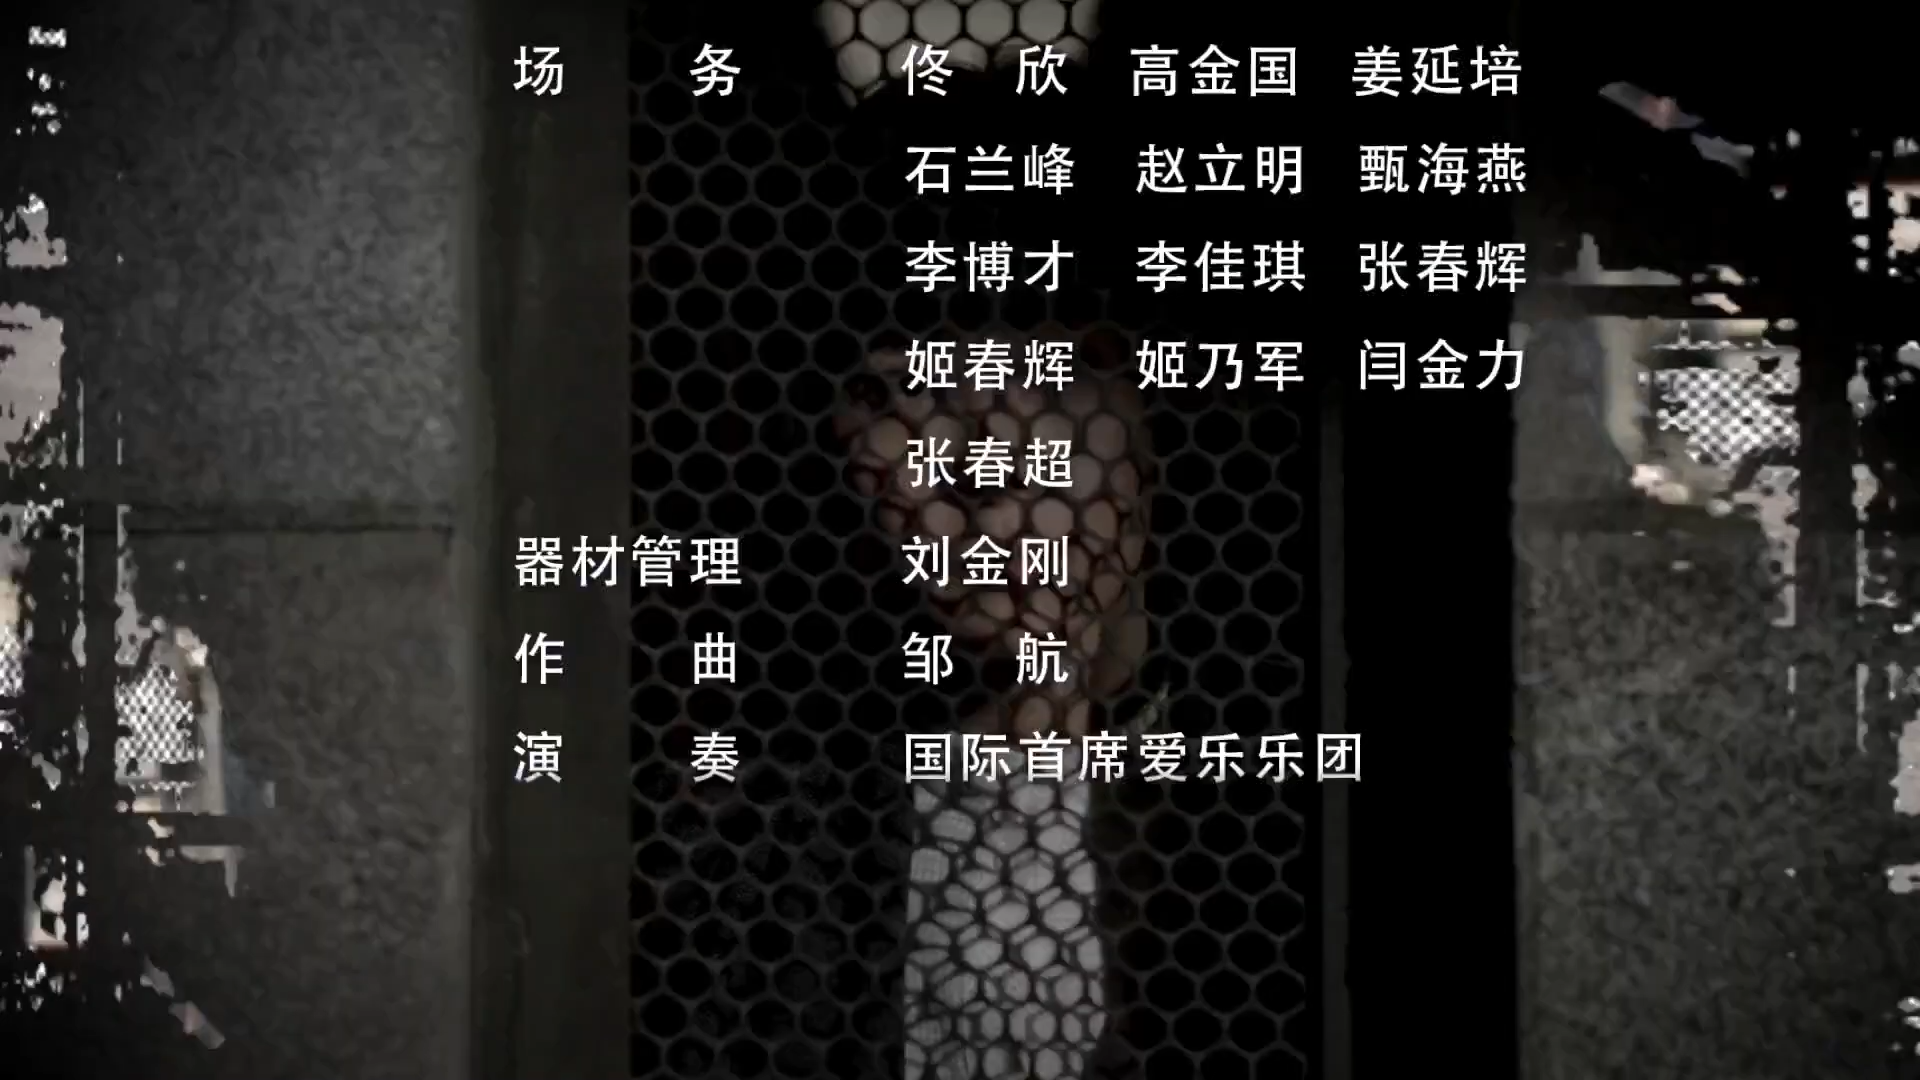 场务 佟欣 高金国 姜延培
石兰峰 赵立明 甄海燕
李博才 李佳琪 张春辉
姬春辉 姬乃军 闫金力
张春超
器材管理 刘金刚
作曲 邹航
演奏 国际首席爱乐乐团